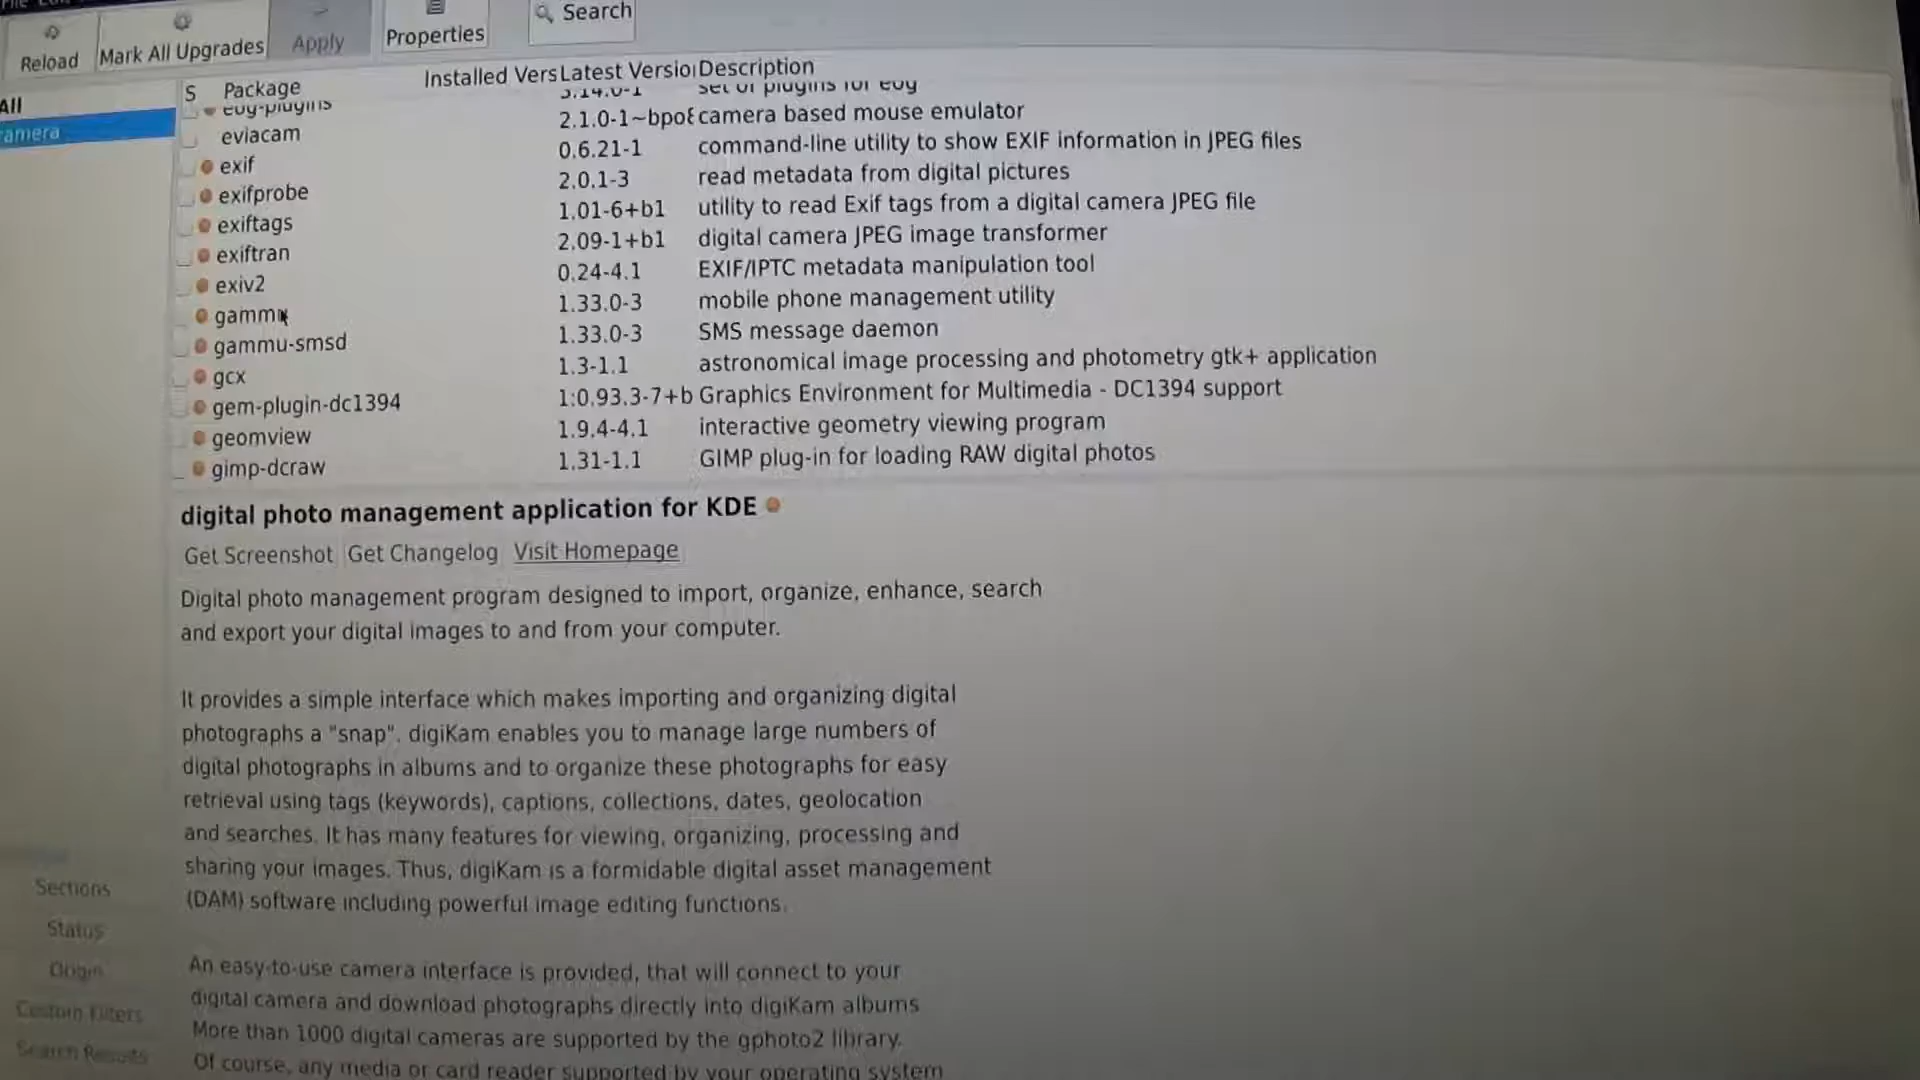 Reload Mark All Upgrades Apply Properties Search
All
S Package Installed Vers Latest Versio Description
eog-plugins 3.14.0-1 set of plugins for eog
camera
eviacam 2.1.0-1~bpo8 camera based mouse emulator
exif 0.6.21-1 command-line utility to show EXIF information in JPEG files
exifprobe 2.0.1-3 read metadata from digital pictures
exiftags 1.01-6+b1 utility to read Exif tags from a digital camera JPEG file
exiftran 2.09-1+b1 digital camera JPEG image transformer
exiv2 0.24-4.1 EXIF/IPTC metadata manipulation tool
gammu 1.33.0-3 mobile phone management utility
gammu-smsd 1.33.0-3 SMS message daemon
gcx 1.3-1.1 astronomical image processing and photometry gtk+ application
gem-plugin-dc1394 1:0.93.3-7+b Graphics Environment for Multimedia - DC1394 support
geomview 1.9.4-4.1 interactive geometry viewing program
gimp-dcraw 1.31-1.1 GIMP plug-in for loading RAW digital photos
digital photo management application for KDE
Get Screenshot Get Changelog Visit Homepage
Digital photo management program designed to import, organize, enhance, search
and export your digital images to and from your computer.
It provides a simple interface which makes importing and organizing digital
photographs a "snap". digiKam enables you to manage large numbers of
digital photographs in albums and to organize these photographs for easy
retrieval using tags (keywords), captions, collections, dates, geolocation
and searches. It has many features for viewing, organizing, processing and
sharing your images. Thus, digiKam is a formidable digital asset management
(DAM) software including powerful image editing functions.
An easy-to-use camera interface is provided, that will connect to your
digital camera and download photographs directly into digiKam albums
More than 1000 digital cameras are supported by the gphoto2 library.
Of course, any media or card reader supported by your operating system
Sections
Status
Origin
Custom Filters
Search Results